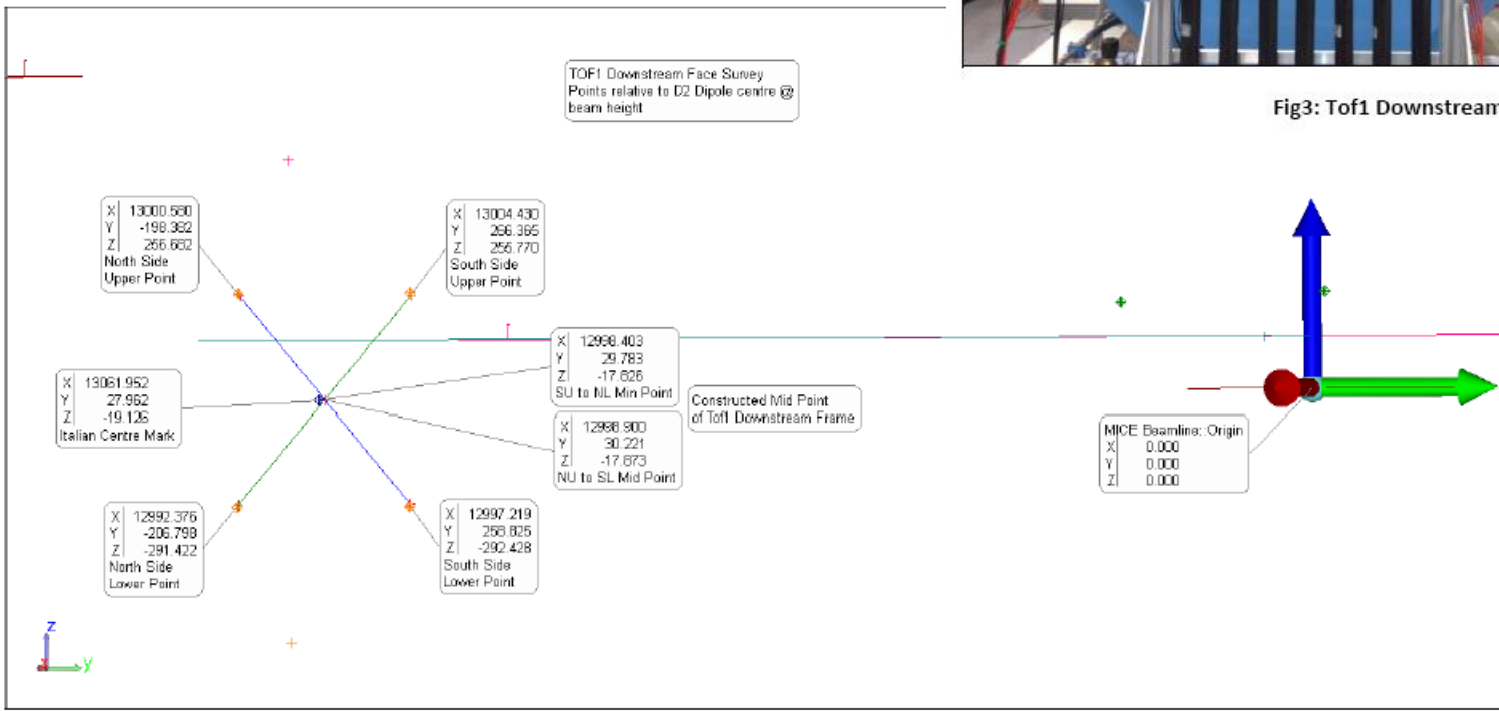 TOF1 Downstream Face Survey
Points relative to D2 Dipole centre @
beam height
Fig3: Tof1 Downstream
X 13000.580
Y -198.382
Z 256.682
North Side
Upper Point
X 13004.430
Y 266.365
Z 255.770
South Side
Upper Point
X 12998.403
Y 29.783
Z -17.826
SU to NL Min Point
X 13061.952
Y 27.962
Z -19.126
Italian Centre Mark
Constructed Mid Point
of Tof1 Downstream Frame
X 12998.900
Y 30.221
Z -17.873
NU to SL Mid Point
MICE Beamline::Origin
X 0.000
Y 0.000
Z 0.000
X 12992.376
Y -206.798
Z -291.422
North Side
Lower Point
X 12997.219
Y 258.825
Z -292.428
South Side
Lower Point
z
x y